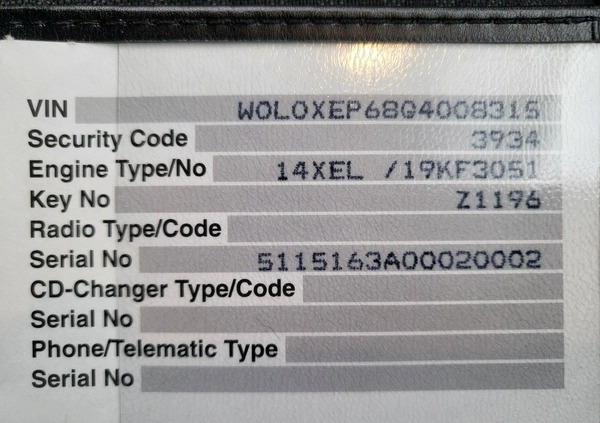 VIN W0L0XEP68G4008315
Security Code 3934
Engine Type/No 14XEL /19KF3051
Key No Z1196
Radio Type/Code
Serial No 5115163A00020002
CD-Changer Type/Code
Serial No
Phone/Telematic Type
Serial No